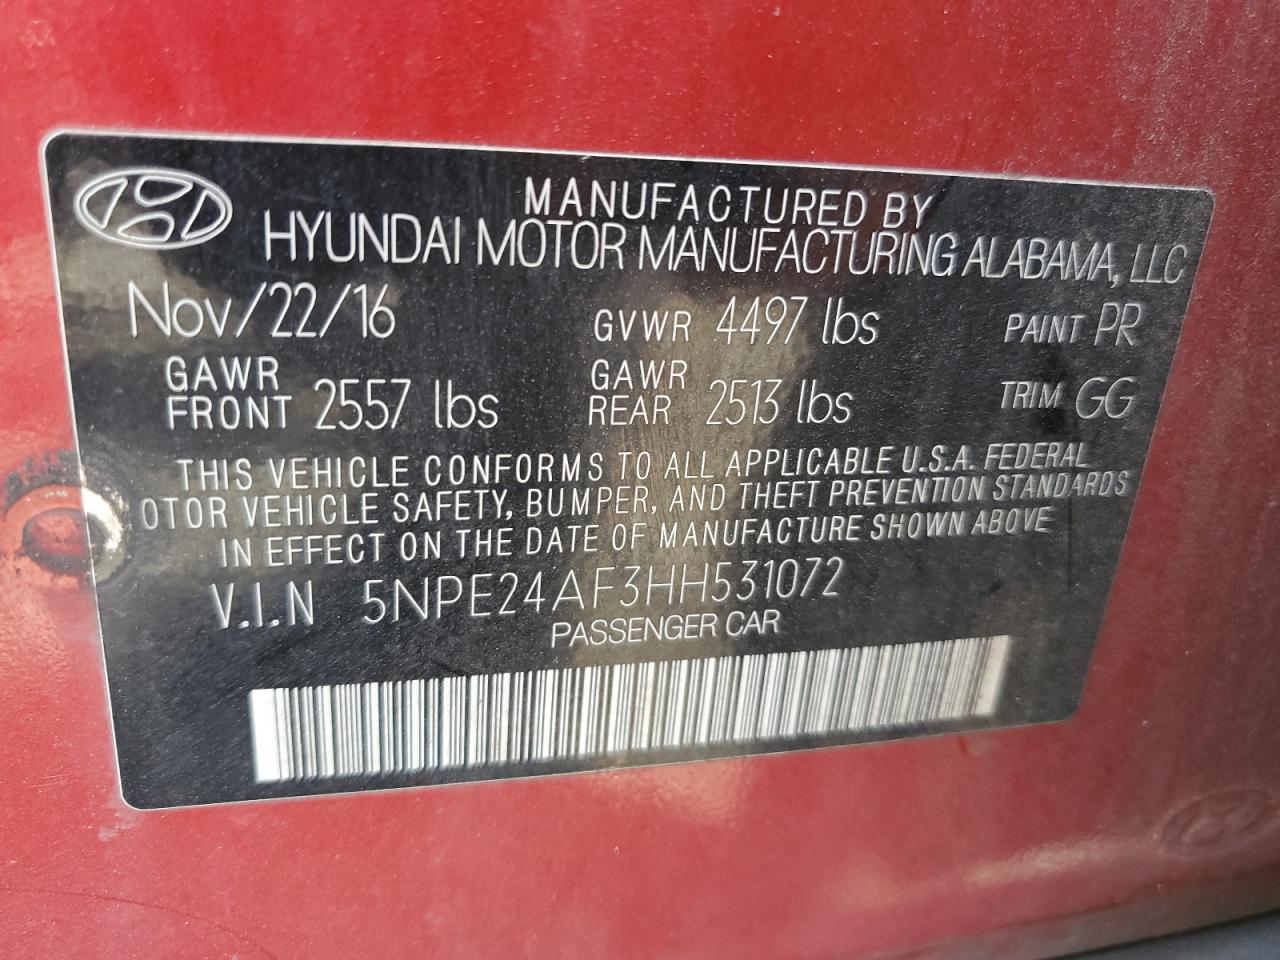 MANUFACTURED BY
HYUNDAI MOTOR MANUFACTURING ALABAMA, LLC
Nov/22/16 GVWR 4497 lbs PAINT PR
GAWR FRONT 2557 lbs GAWR REAR 2513 lbs TRIM GG
THIS VEHICLE CONFORMS TO ALL APPLICABLE U.S.A. FEDERAL
OTOR VEHICLE SAFETY, BUMPER, AND THEFT PREVENTION STANDARDS
IN EFFECT ON THE DATE OF MANUFACTURE SHOWN ABOVE
V.I.N 5NPE24AF3HH531072
PASSENGER CAR